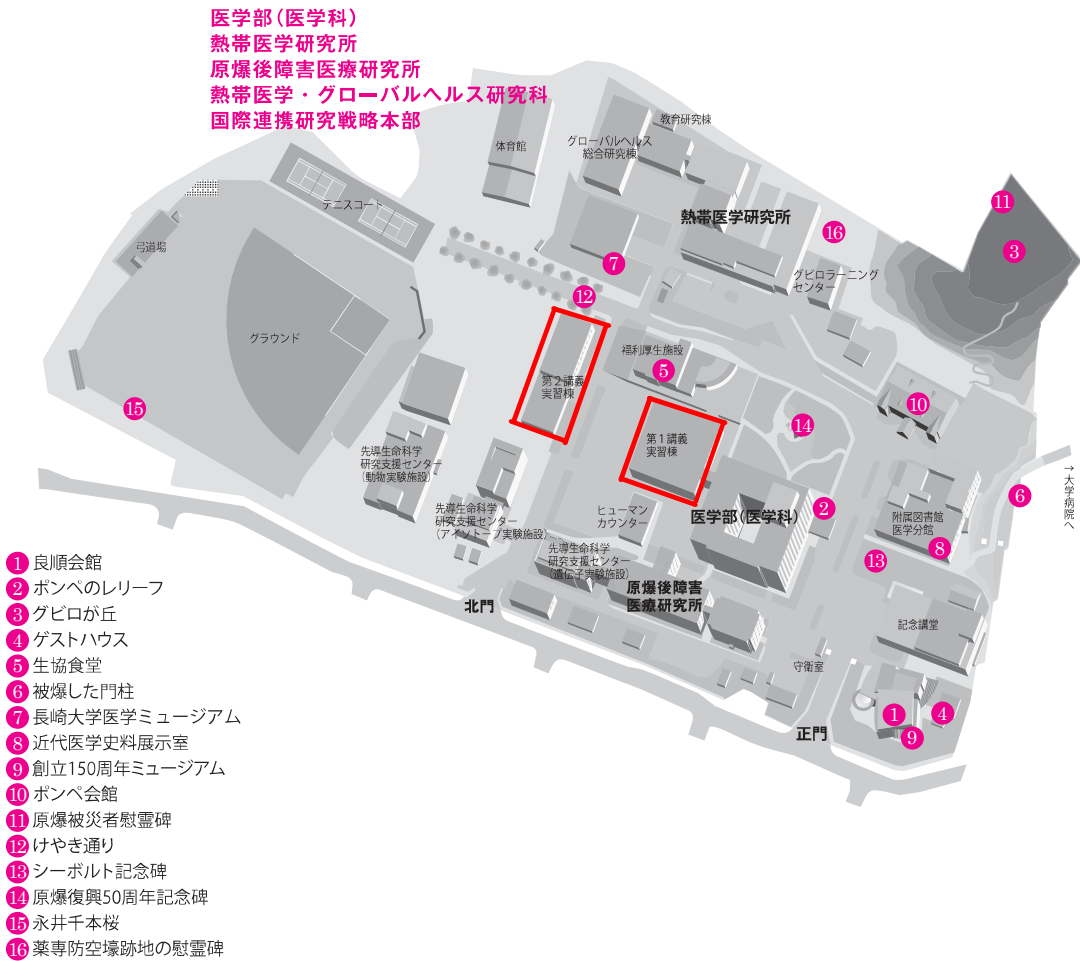 医学部(医学科)
熱帯医学研究所
原爆後障害医療研究所
熱帯医学・グローバルヘルス研究科
国際連携研究戦略本部
教育研究棟
体育館
グローバルヘルス
総合研究棟
テニスコート
熱帯医学研究所
11
16
3
弓道場
7
グビロラーニング
センター
12
グラウンド
福利厚生施設
5
第2講義
実習棟
10
15
14
第1講義
実習棟
先導生命科学
研究支援センター
(動物実験施設)
→大学病院へ
6
先導生命科学
研究支援センター
(アイソトープ実験施設)
ヒューマン
カウンター
医学部(医学科)
2
附属図書館
医学分館
8
先導生命科学
研究支援センター
(遺伝子実験施設)
13
原爆後障害
医療研究所
北門
記念講堂
守衛室
正門
1
4
9
1 良順会館
2 ポンペのレリーフ
3 グビロが丘
4 ゲストハウス
5 生協食堂
6 被爆した門柱
7 長崎大学医学ミュージアム
8 近代医学史料展示室
9 創立150周年ミュージアム
10 ポンペ会館
11 原爆被災者慰霊碑
12 けやき通り
13 シーボルト記念碑
14 原爆復興50周年記念碑
15 永井千本桜
16 薬専防空壕跡地の慰霊碑